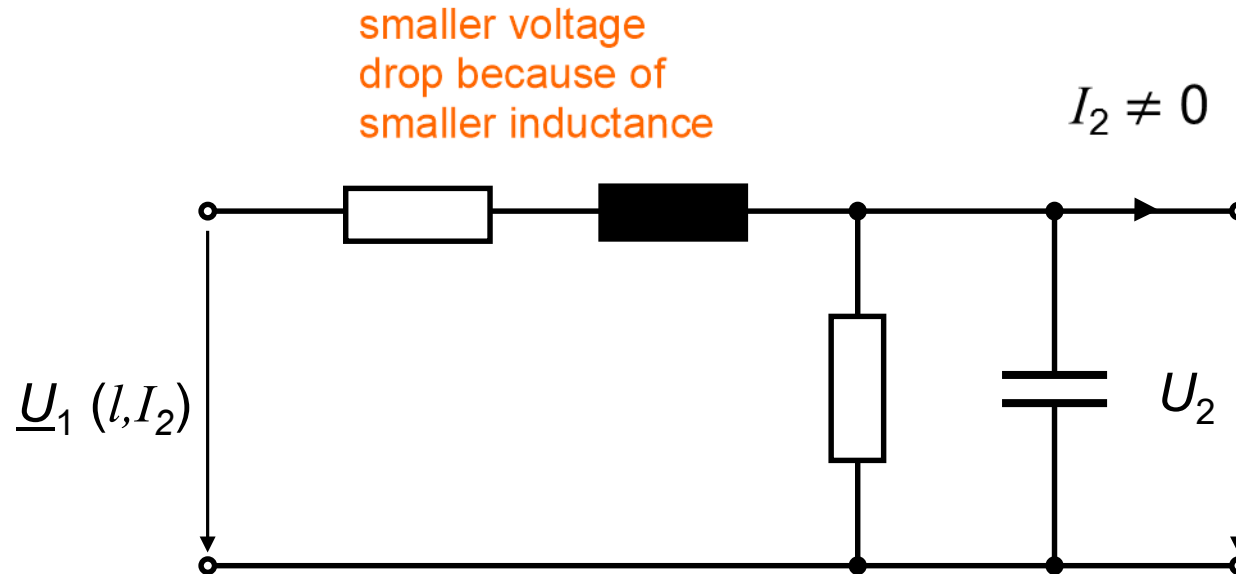 smaller voltage
drop because of
smaller inductance
I₂ ≠ 0
U₁ (l,I₂)
U₂